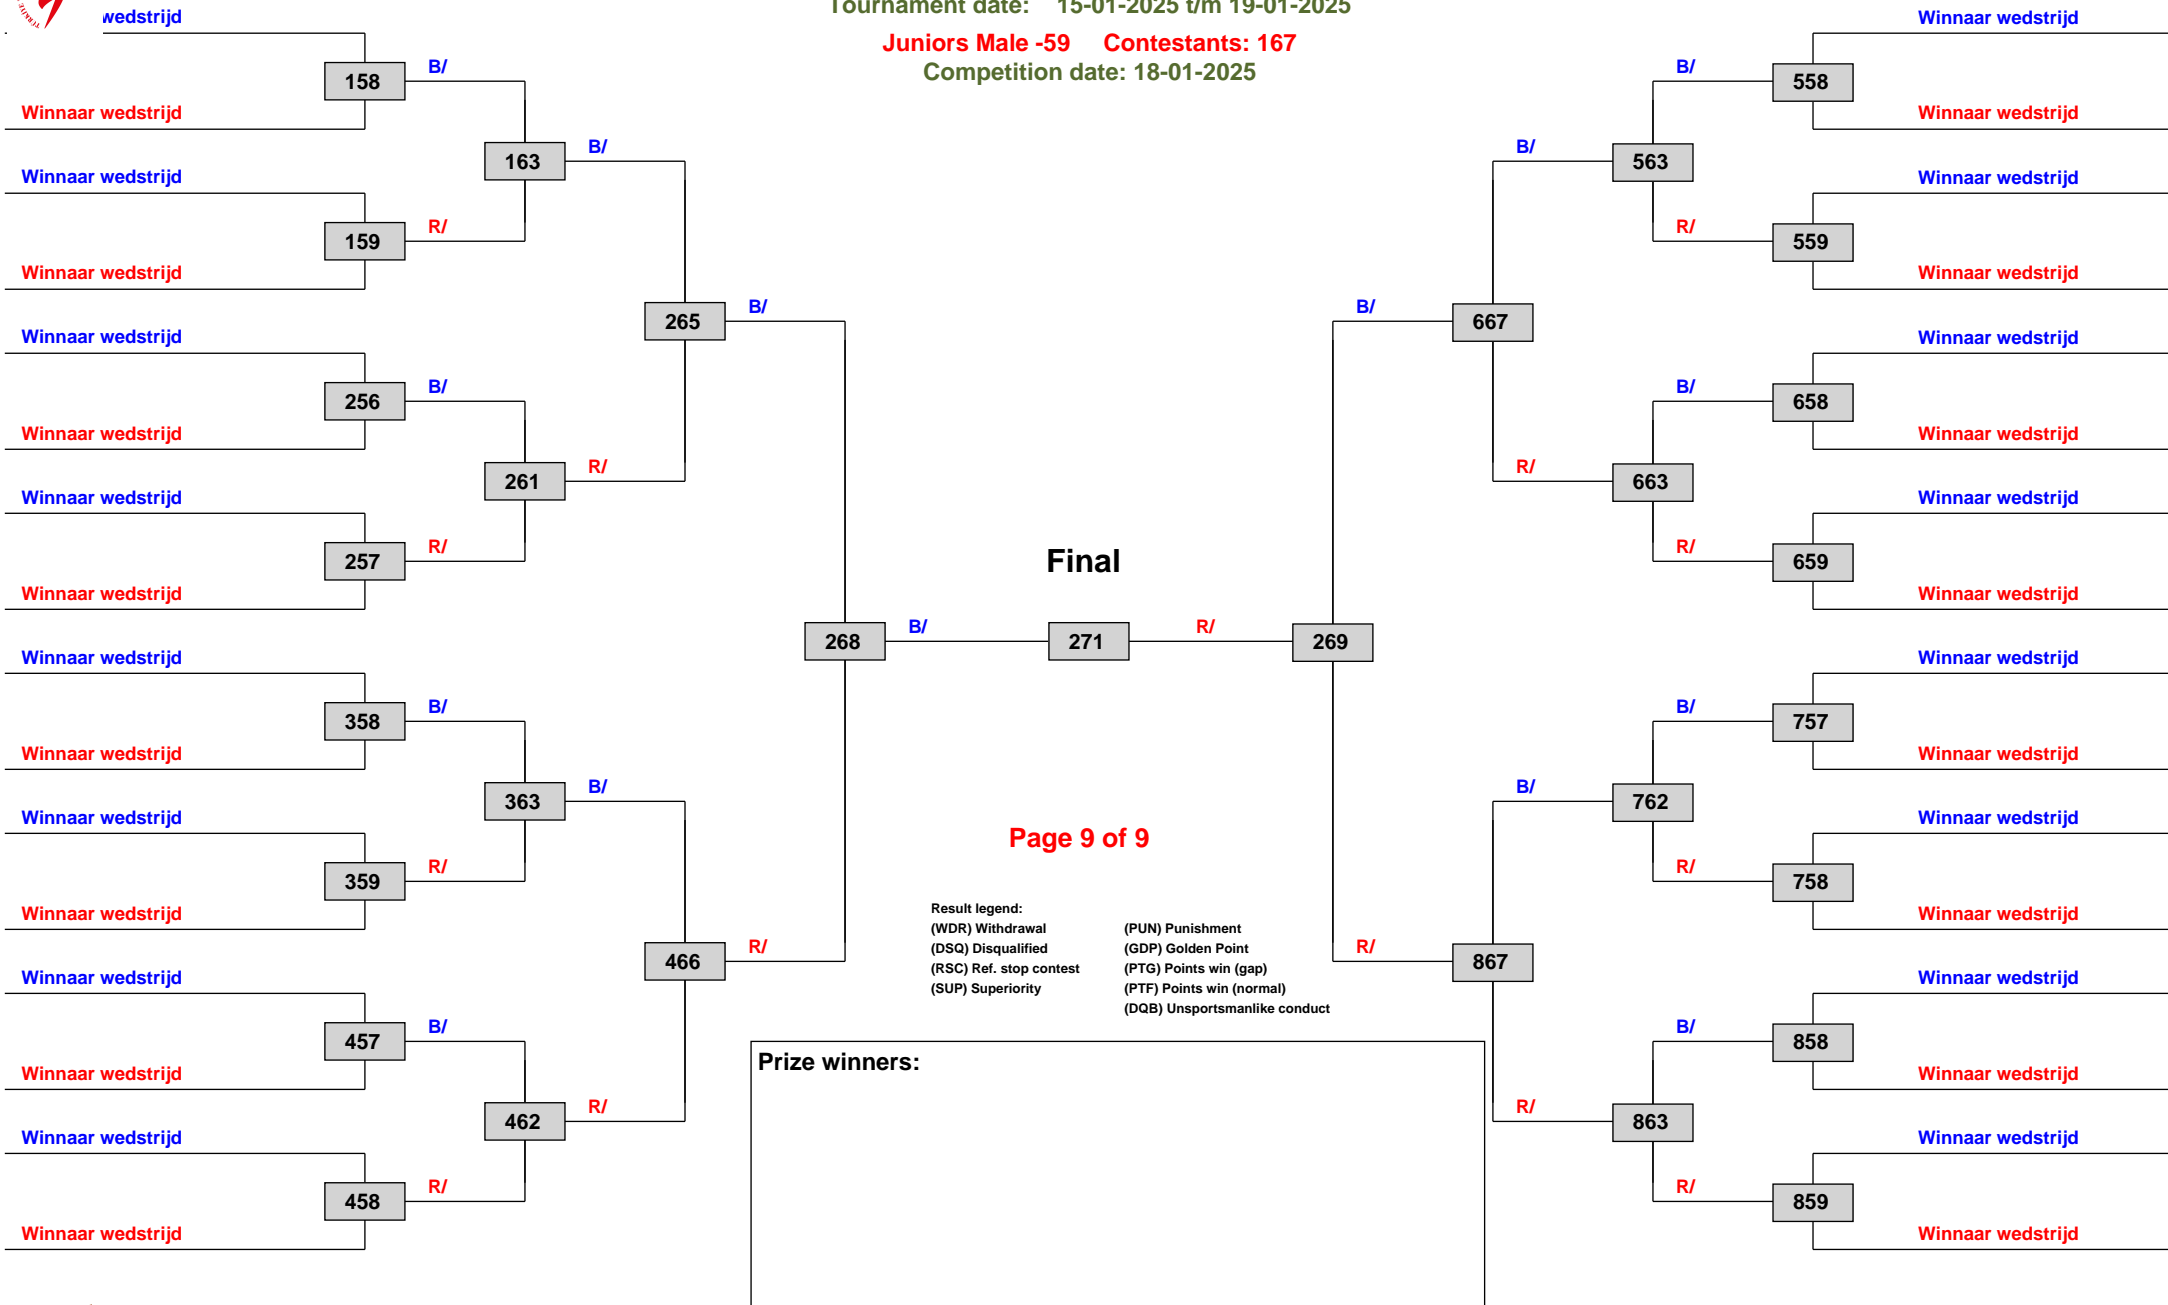 Tournament date: 15-01-2025 t/m 19-01-2025
Juniors Male -59 Contestants: 167
Competition date: 18-01-2025
wedstrijd
158
B/
Winnaar wedstrijd
163
B/
Winnaar wedstrijd
159
R/
Winnaar wedstrijd
265
B/
Winnaar wedstrijd
256
B/
Winnaar wedstrijd
261
R/
Winnaar wedstrijd
257
R/
Winnaar wedstrijd
268
B/
Winnaar wedstrijd
358
B/
Winnaar wedstrijd
363
B/
Winnaar wedstrijd
359
R/
Winnaar wedstrijd
466
R/
Winnaar wedstrijd
457
B/
Winnaar wedstrijd
462
R/
Winnaar wedstrijd
458
R/
Winnaar wedstrijd
Final
271
R/
269
Winnaar wedstrijd
B/
558
Winnaar wedstrijd
B/
563
Winnaar wedstrijd
R/
559
Winnaar wedstrijd
B/
667
Winnaar wedstrijd
B/
658
Winnaar wedstrijd
R/
663
Winnaar wedstrijd
R/
659
Winnaar wedstrijd
Winnaar wedstrijd
B/
757
Winnaar wedstrijd
B/
762
Winnaar wedstrijd
R/
758
Winnaar wedstrijd
R/
867
Winnaar wedstrijd
B/
858
Winnaar wedstrijd
R/
863
Winnaar wedstrijd
R/
859
Winnaar wedstrijd
Page 9 of 9
Result legend:
(WDR) Withdrawal
(DSQ) Disqualified
(RSC) Ref. stop contest
(SUP) Superiority
(PUN) Punishment
(GDP) Golden Point
(PTG) Points win (gap)
(PTF) Points win (normal)
(DQB) Unsportsmanlike conduct
Prize winners: